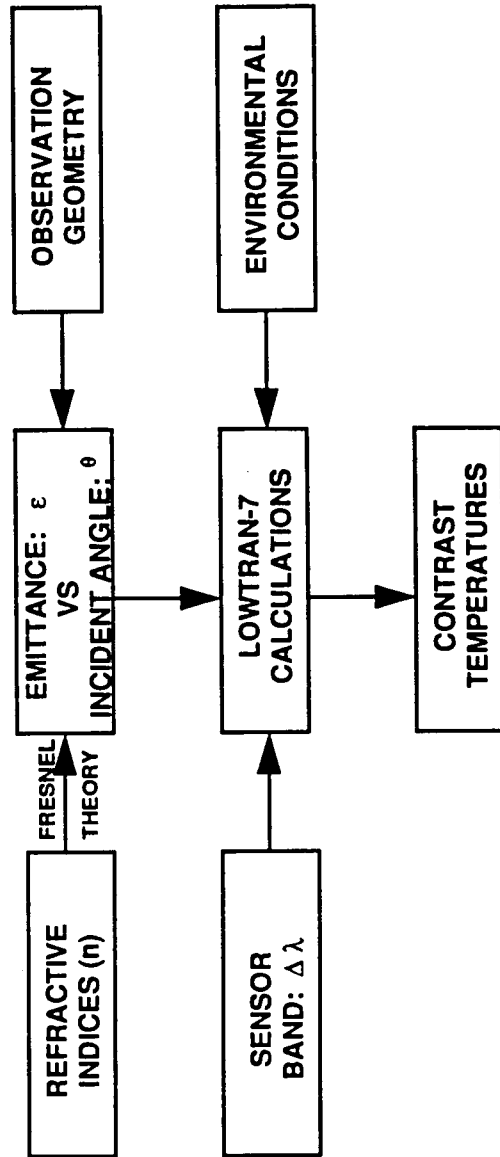 REFRACTIVE
INDICES (n)
FRESNEL
THEORY
EMITTANCE: ε
VS
INCIDENT ANGLE: θ
OBSERVATION
GEOMETRY
SENSOR
BAND: Δ λ
LOWTRAN-7
CALCULATIONS
ENVIRONMENTAL
CONDITIONS
CONTRAST
TEMPERATURES